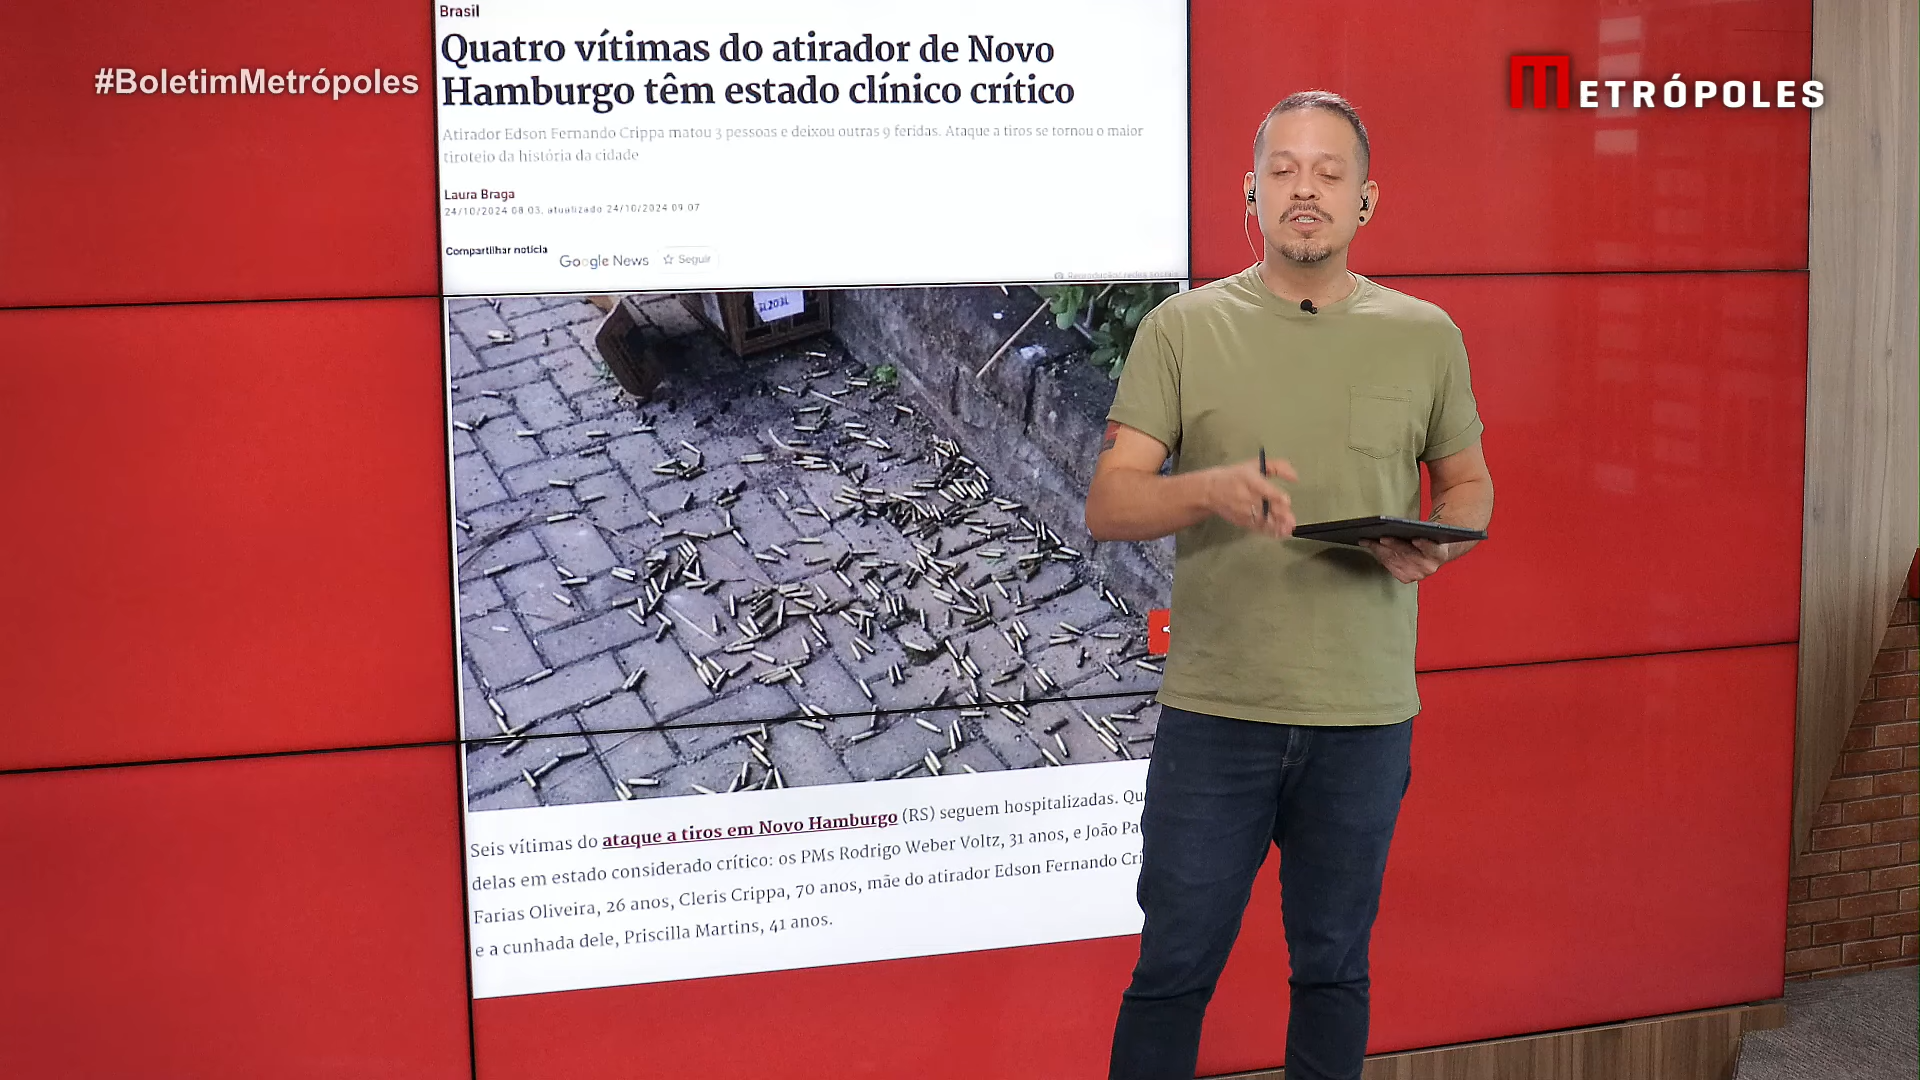 #BoletimMetrópoles
METRÓPOLES
Brasil
Quatro vítimas do atirador de Novo
Hamburgo têm estado clínico crítico
Atirador Edson Fernando Crippa matou 3 pessoas e deixou outras 9 feridas. Ataque a tiros se tornou o maior
tiroteio da história da cidade
Laura Braga
24/10/2024 08:03, atualizado 24/10/2024 09:07
Compartilhar notícia
Google News
Seguir
Reprodução/ redes sociais
Seis vítimas do ataque a tiros em Novo Hamburgo (RS) seguem hospitalizadas.
delas em estado considerado crítico: os PMs Rodrigo Weber Voltz, 31 anos, e João
Farias Oliveira, 26 anos, Cleris Crippa, 70 anos, mãe do atirador Edson Fernando
e a cunhada dele, Priscilla Martins, 41 anos.